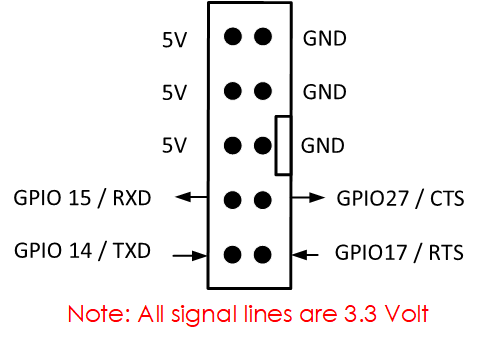 5V GND
5V GND
5V GND
GPIO 15 / RXD GPIO27 / CTS
GPIO 14 / TXD GPIO17 / RTS
Note: All signal lines are 3.3 Volt